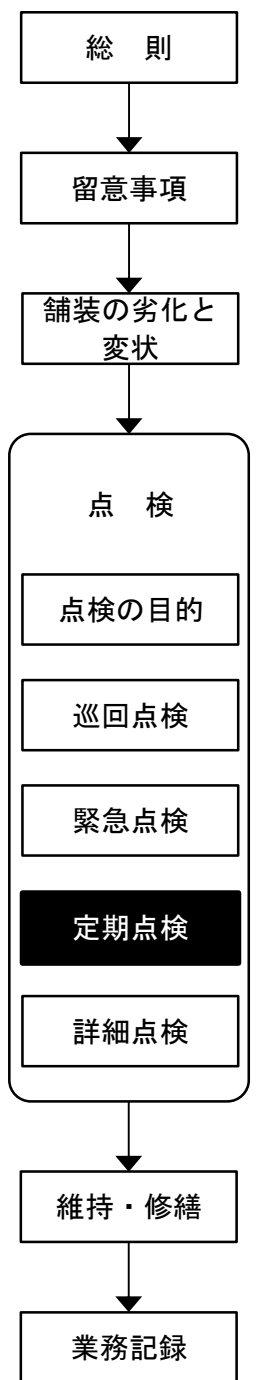 総　則
留意事項
舗装の劣化と
変状
点　検
点検の目的
巡回点検
緊急点検
定期点検
詳細点検
維持・修繕
業務記録